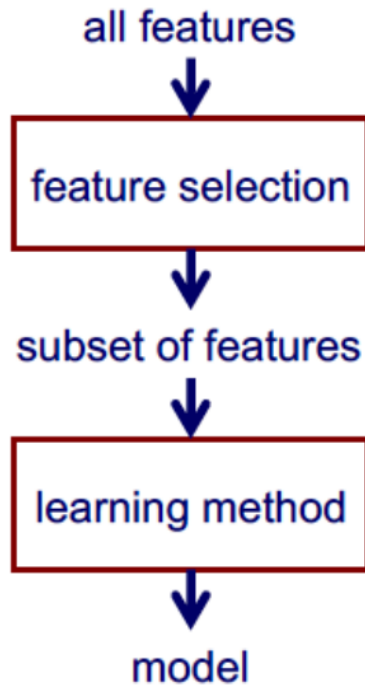 all features
feature selection
subset of features
learning method
model